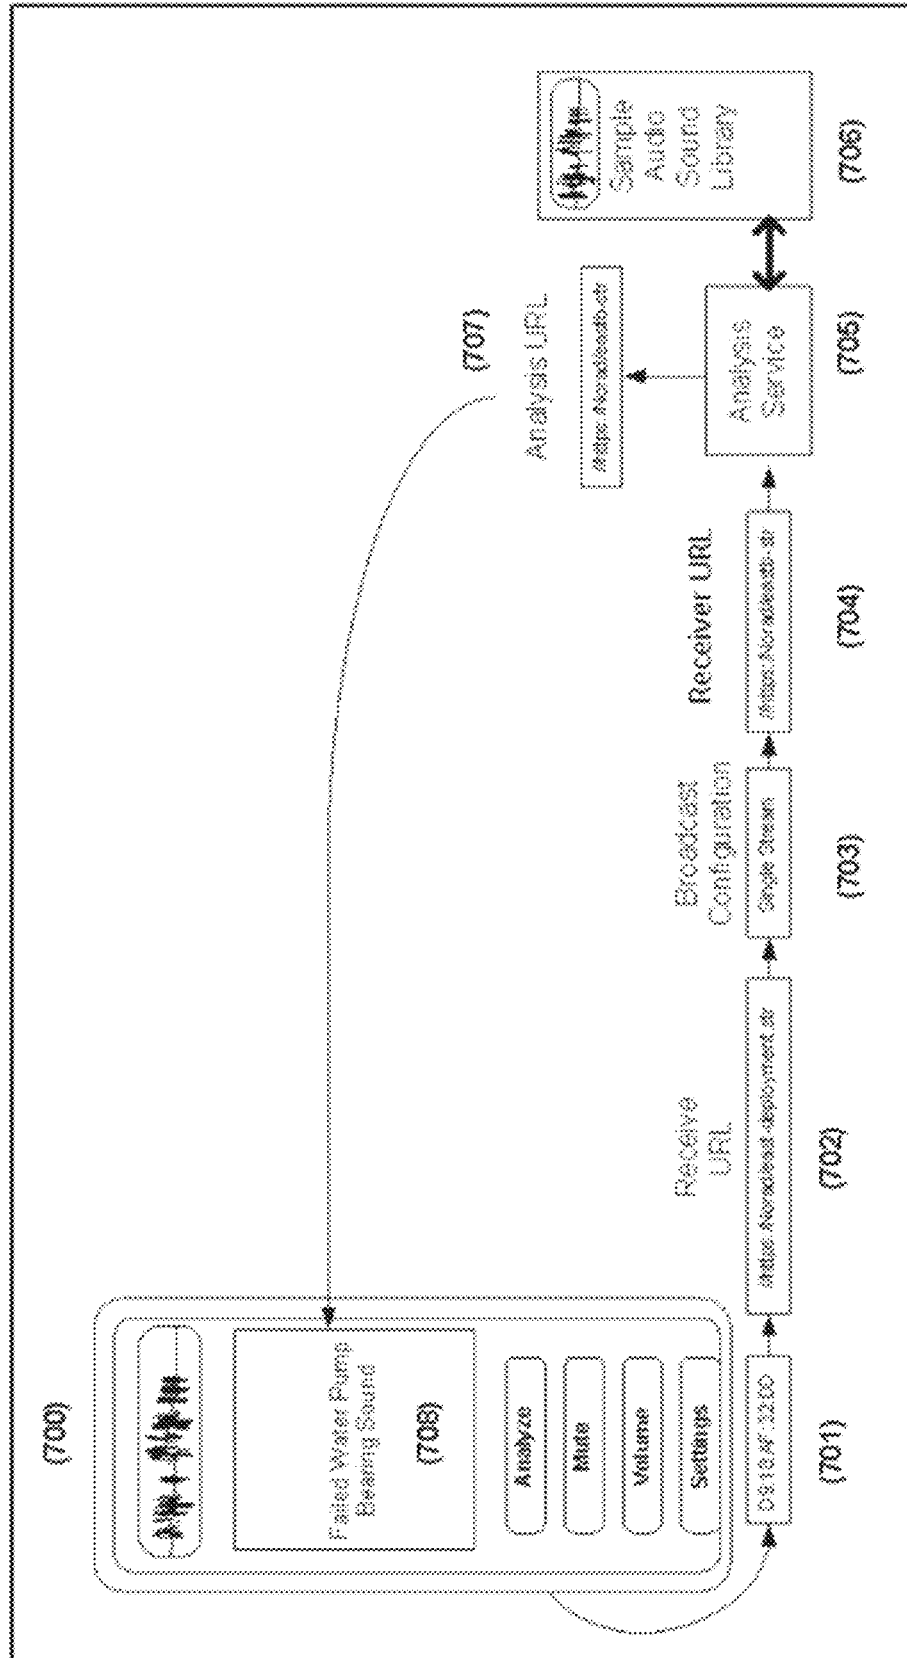 (700)
Failed Water Pump
Bearing Sound
(708)
Analyze
Mute
Volume
Settings
(701)
Receive
URL
(702)
Broadcast
Configuration
Single Stream
(703)
Receiver URL
(704)
Analysis
Service
(705)
(707)
Analysis URL
Sample
Audio
Sound
Library
(706)